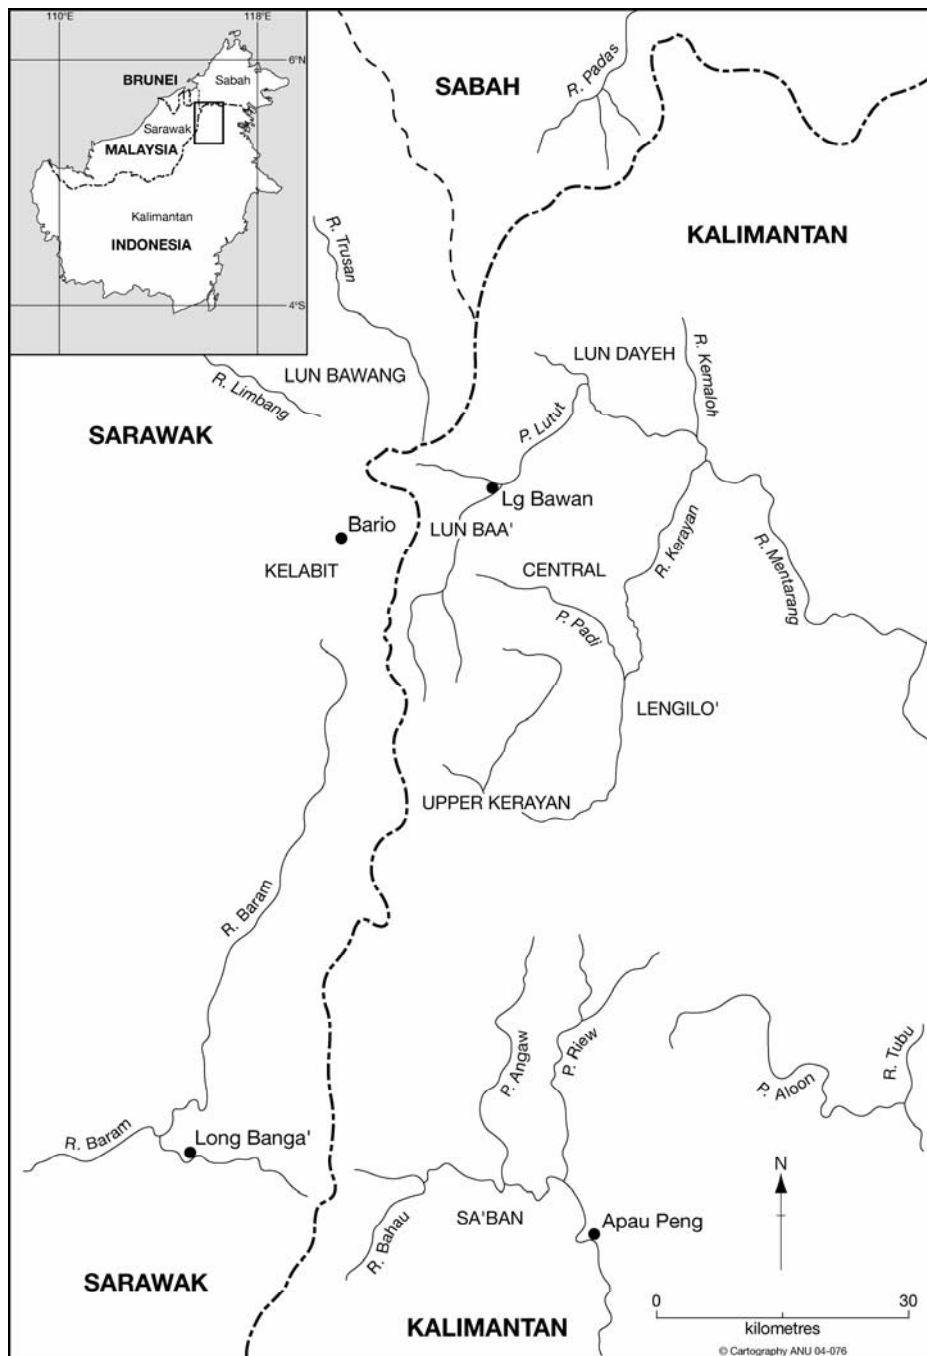 110°E
118°E
6°N
BRUNEI
Sabah
Sarawak
MALAYSIA
Kalimantan
INDONESIA
4°S
SABAH
R. Padas
KALIMANTAN
R. Trusan
LUN BAWANG
R. Limbang
SARAWAK
LUN DAYEH
R. Kemaloh
P. Lutut
Lg Bawan
Bario
LUN BAA'
KELABIT
CENTRAL
R. Kerayan
R. Mentarang
P. Padi
LENGILO'
UPPER KERAYAN
R. Baram
P. Angaw
P. Riew
P. Aloon
R. Tubu
R. Baram
Long Banga'
SA'BAN
R. Bahau
Apau Peng
N
SARAWAK
KALIMANTAN
0
30
kilometres
© Cartography ANU 04-076